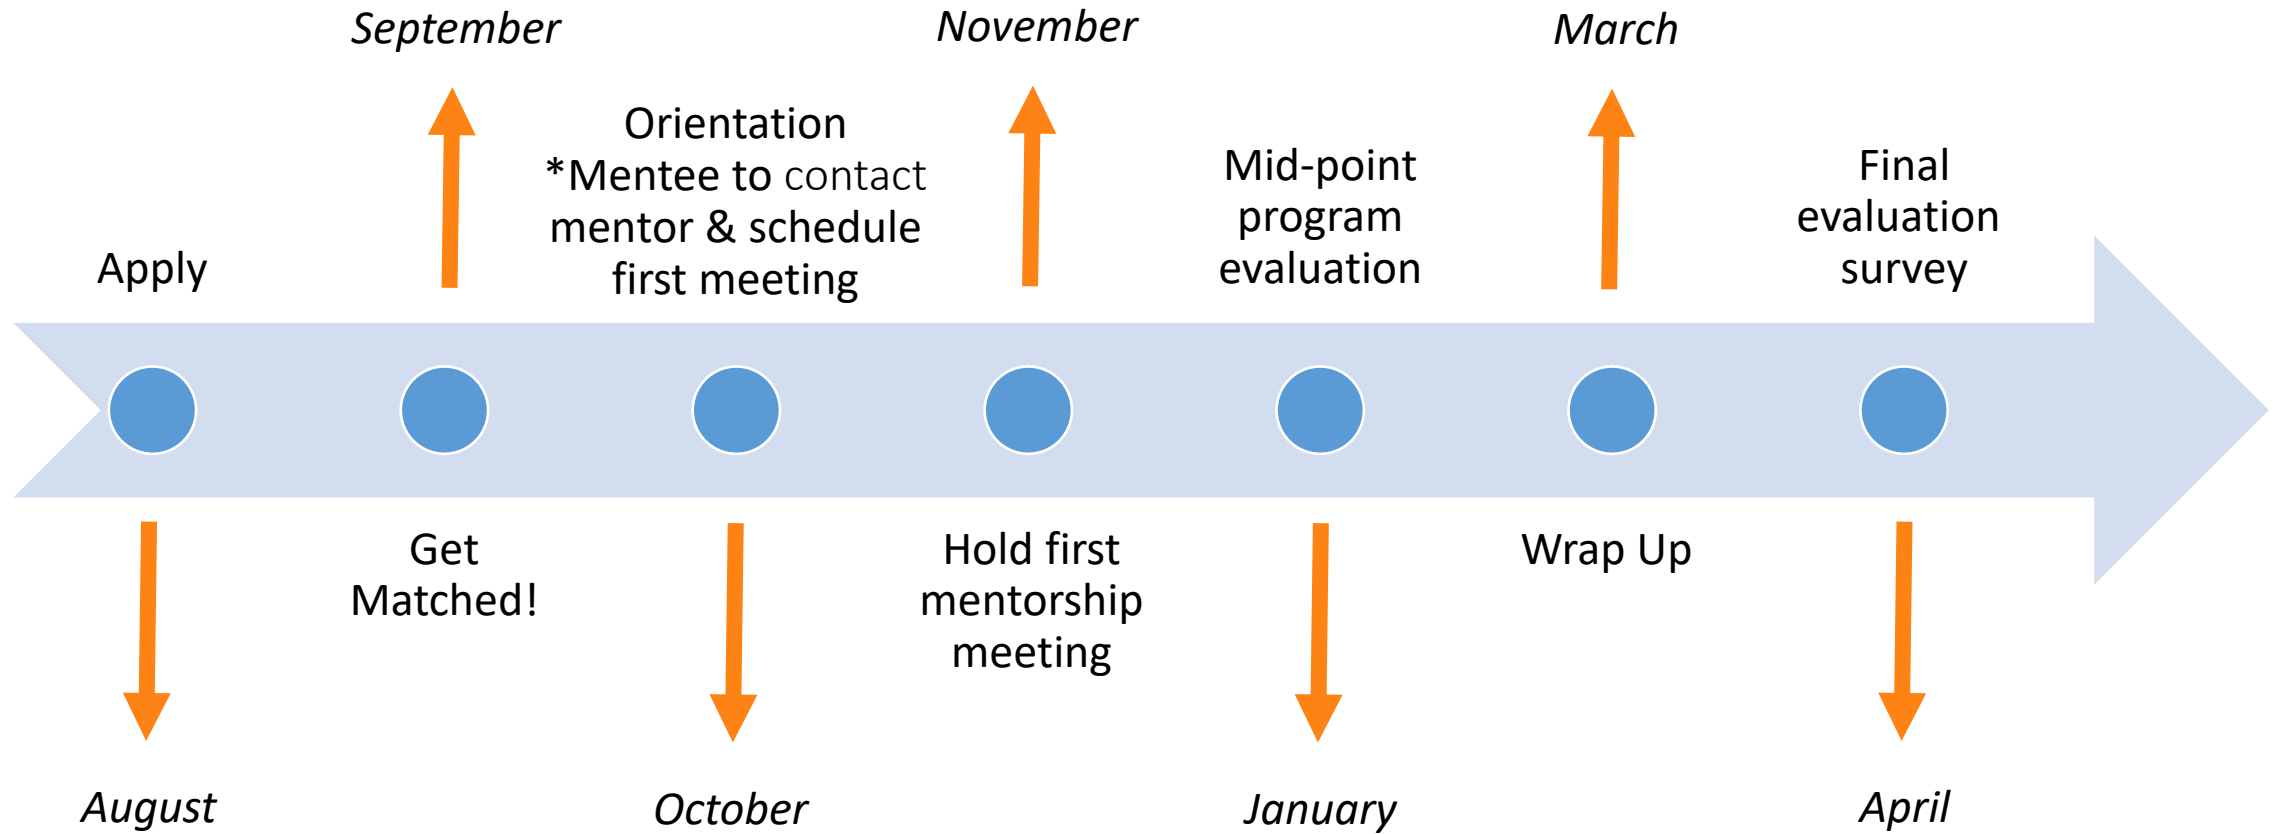 September
November
March
Orientation
*Mentee to contact
mentor & schedule
first meeting
Mid-point
program
evaluation
Final
evaluation
survey
Apply
Get
Matched!
Hold first
mentorship
meeting
Wrap Up
August
October
January
April